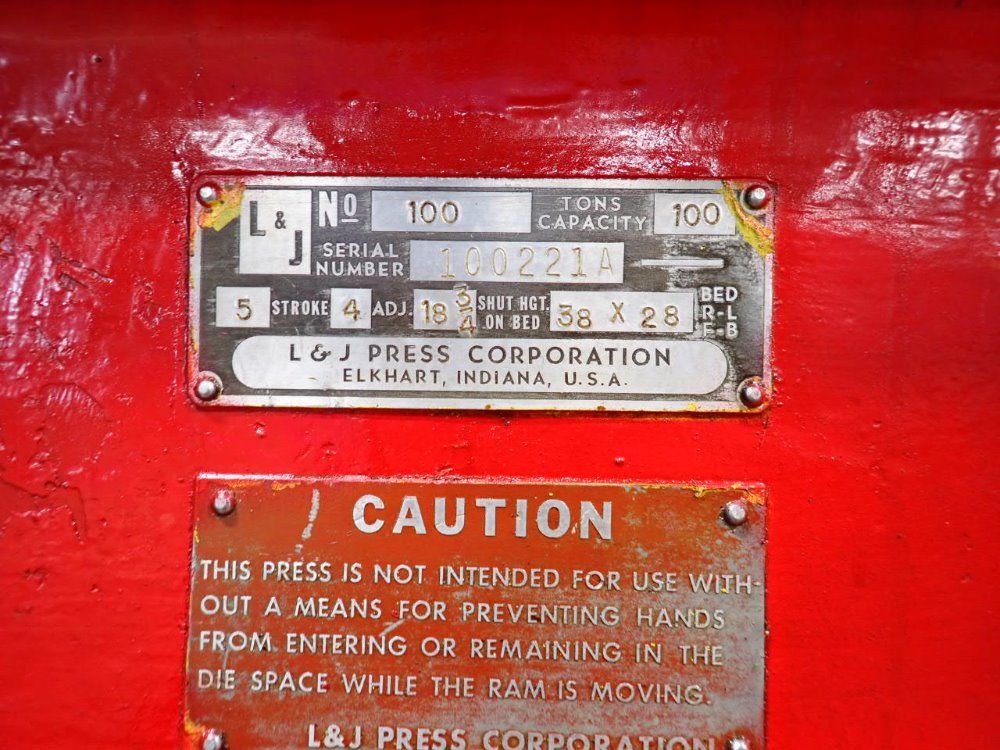 L & J No 100 TONS CAPACITY 100
SERIAL NUMBER 100221A
5 STROKE 4 ADJ. 18 3/4 SHUT HGT. ON BED 38 X 28 BED R-L F-B
L & J PRESS CORPORATION
ELKHART, INDIANA, U.S.A.
CAUTION
THIS PRESS IS NOT INTENDED FOR USE WITH-
OUT A MEANS FOR PREVENTING HANDS
FROM ENTERING OR REMAINING IN THE
DIE SPACE WHILE THE RAM IS MOVING.
L&J PRESS CORPORATION